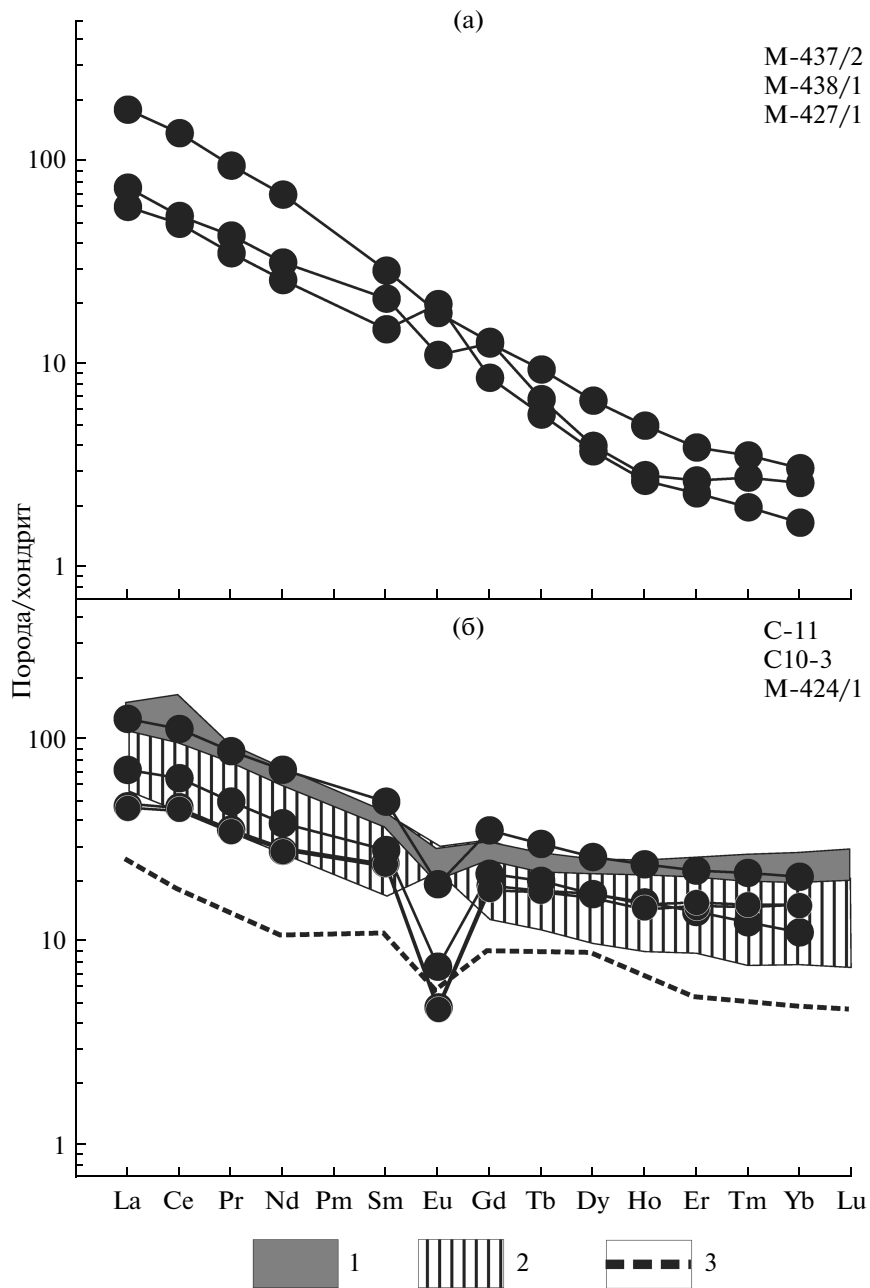 (а)
М-437/2
М-438/1
М-427/1
100
10
1
Порода/хондрит
(б)
С-11
С10-3
М-424/1
100
10
1
La Ce Pr Nd Pm Sm Eu Gd Tb Dy Ho Er Tm Yb Lu
1 2 3